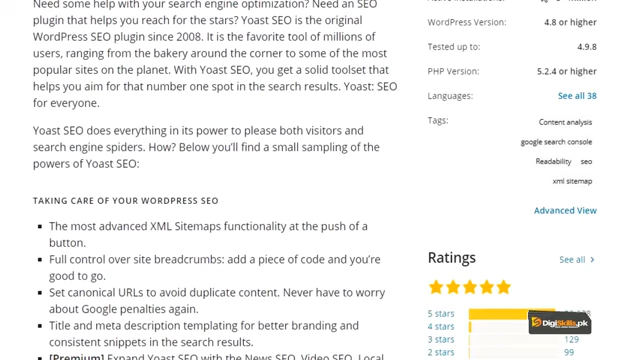 Need some help with your search engine optimization? Need an SEO
plugin that helps you reach for the stars? Yoast SEO is the original
WordPress SEO plugin since 2008. It is the favorite tool of millions of
users, ranging from the bakery around the corner to some of the most
popular sites on the planet. With Yoast SEO, you get a solid toolset that
helps you aim for that number one spot in the search results. Yoast: SEO
for everyone.
Yoast SEO does everything in its power to please both visitors and
search engine spiders. How? Below you'll find a small sampling of the
powers of Yoast SEO:
TAKING CARE OF YOUR WORDPRESS SEO
The most advanced XML Sitemaps functionality at the push of a
button.
Full control over site breadcrumbs: add a piece of code and you're
good to go.
Set canonical URLs to avoid duplicate content. Never have to worry
about Google penalties again.
Title and meta description templating for better branding and
consistent snippets in the search results.
[Premium] Expand Yoast SEO with the News SEO, Video SEO, Local
WordPress Version: 4.8 or higher
Tested up to: 4.9.8
PHP Version: 5.2.4 or higher
Languages: See all 38
Tags: Content analysis
google search console
Readability seo
xml sitemap
Advanced View
Ratings See all
5 stars
4 stars
3 stars 129
2 stars 99
DigiSkills.pk